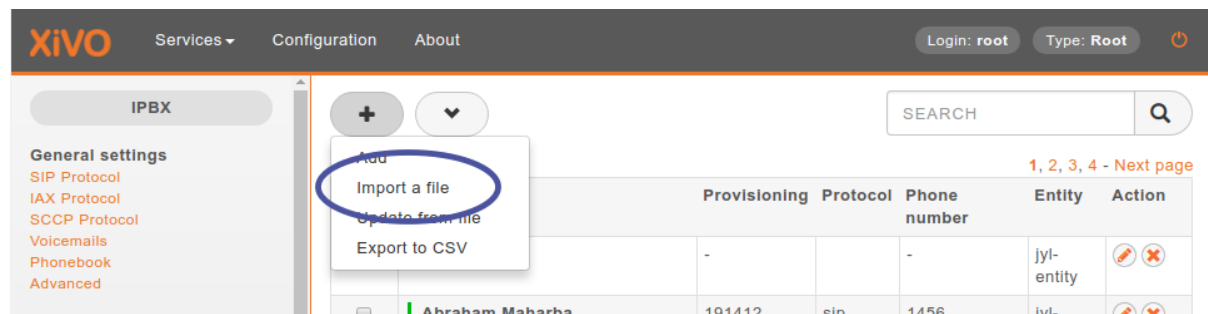 XiVO
Services
Configuration
About
Login: root
Type: Root
IPBX
General settings
SIP Protocol
IAX Protocol
SCCP Protocol
Voicemails
Phonebook
Advanced
SEARCH
Add
Import a file
Update from file
Export to CSV
1, 2, 3, 4 - Next page
Provisioning
Protocol
Phone
number
Entity
Action
-
-
jyl-
entity
Abraham Maharba
191412
sip
1456
jyl-